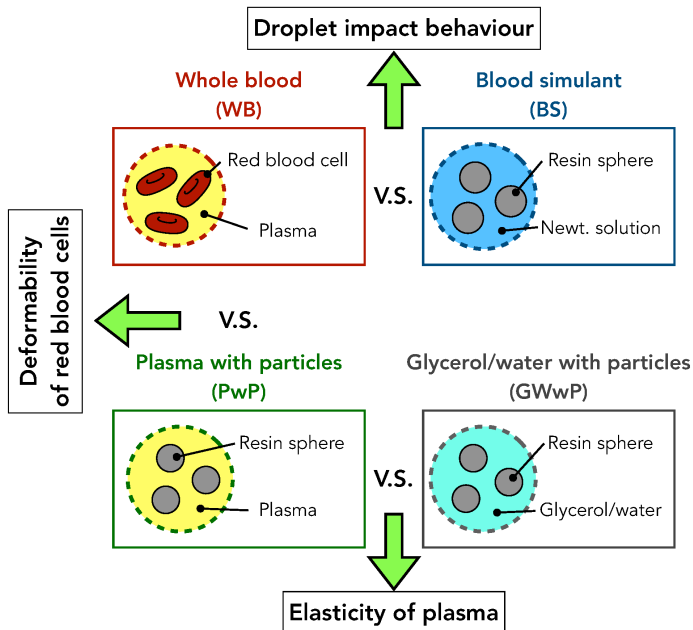 Droplet impact behaviour
Whole blood
(WB)
Blood simulant
(BS)
Red blood cell
Plasma
V.S.
Resin sphere
Newt. solution
Deformability
of red blood cells
V.S.
Plasma with particles
(PwP)
Glycerol/water with particles
(GWwP)
Resin sphere
Plasma
V.S.
Resin sphere
Glycerol/water
Elasticity of plasma